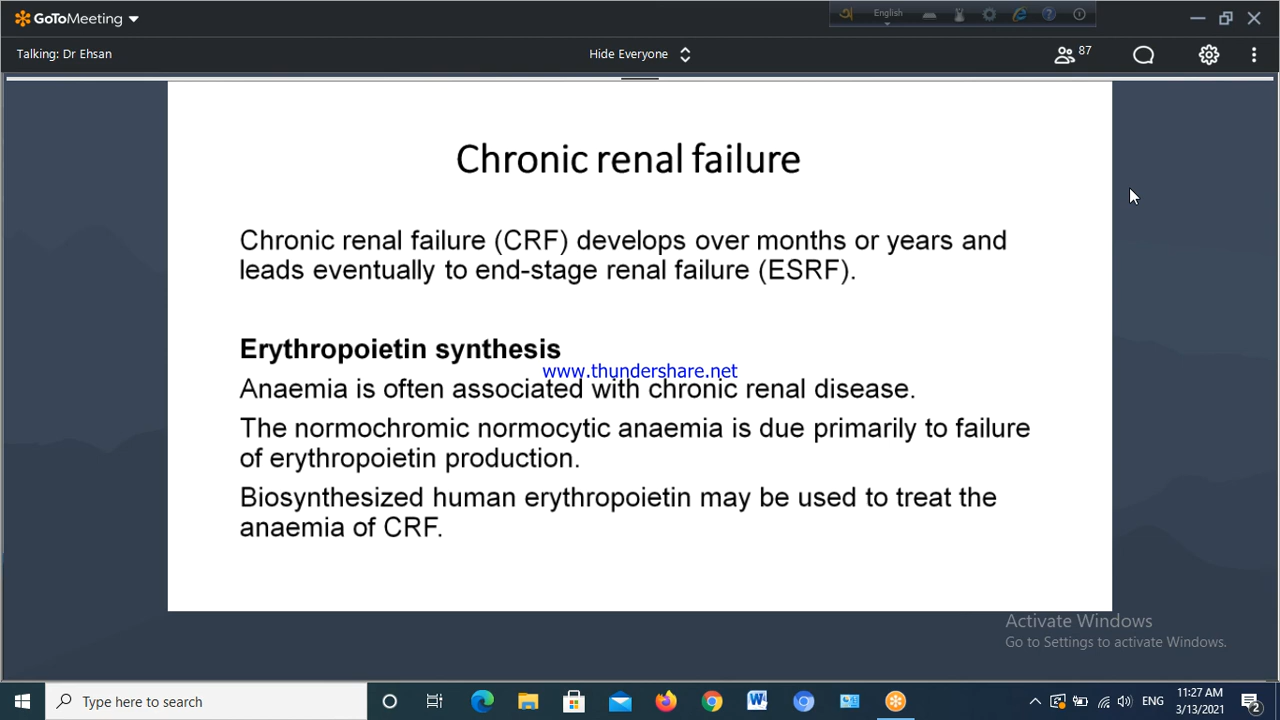 GoToMeeting
English
Talking: Dr Ehsan
Hide Everyone
87
Chronic renal failure
Chronic renal failure (CRF) develops over months or years and
leads eventually to end-stage renal failure (ESRF).
Erythropoietin synthesis
www.thundershare.net
Anaemia is often associated with chronic renal disease.
The normochromic normocytic anaemia is due primarily to failure
of erythropoietin production.
Biosynthesized human erythropoietin may be used to treat the
anaemia of CRF.
Activate Windows
Go to Settings to activate Windows.
Type here to search
ENG
11:27 AM
3/13/2021
2